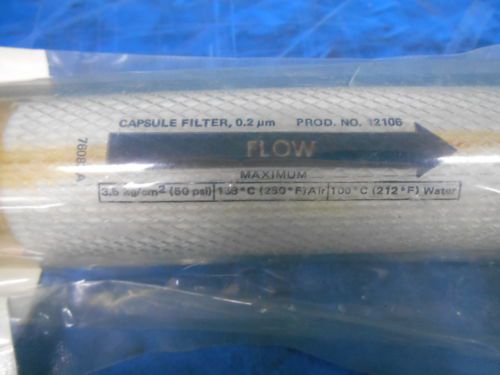 CAPSULE FILTER, 0.2 µm PROD. NO. 12106
FLOW
MAXIMUM
3.5 kg/cm² (50 psi) 138°C (280°F) Air 100°C (212°F) Water